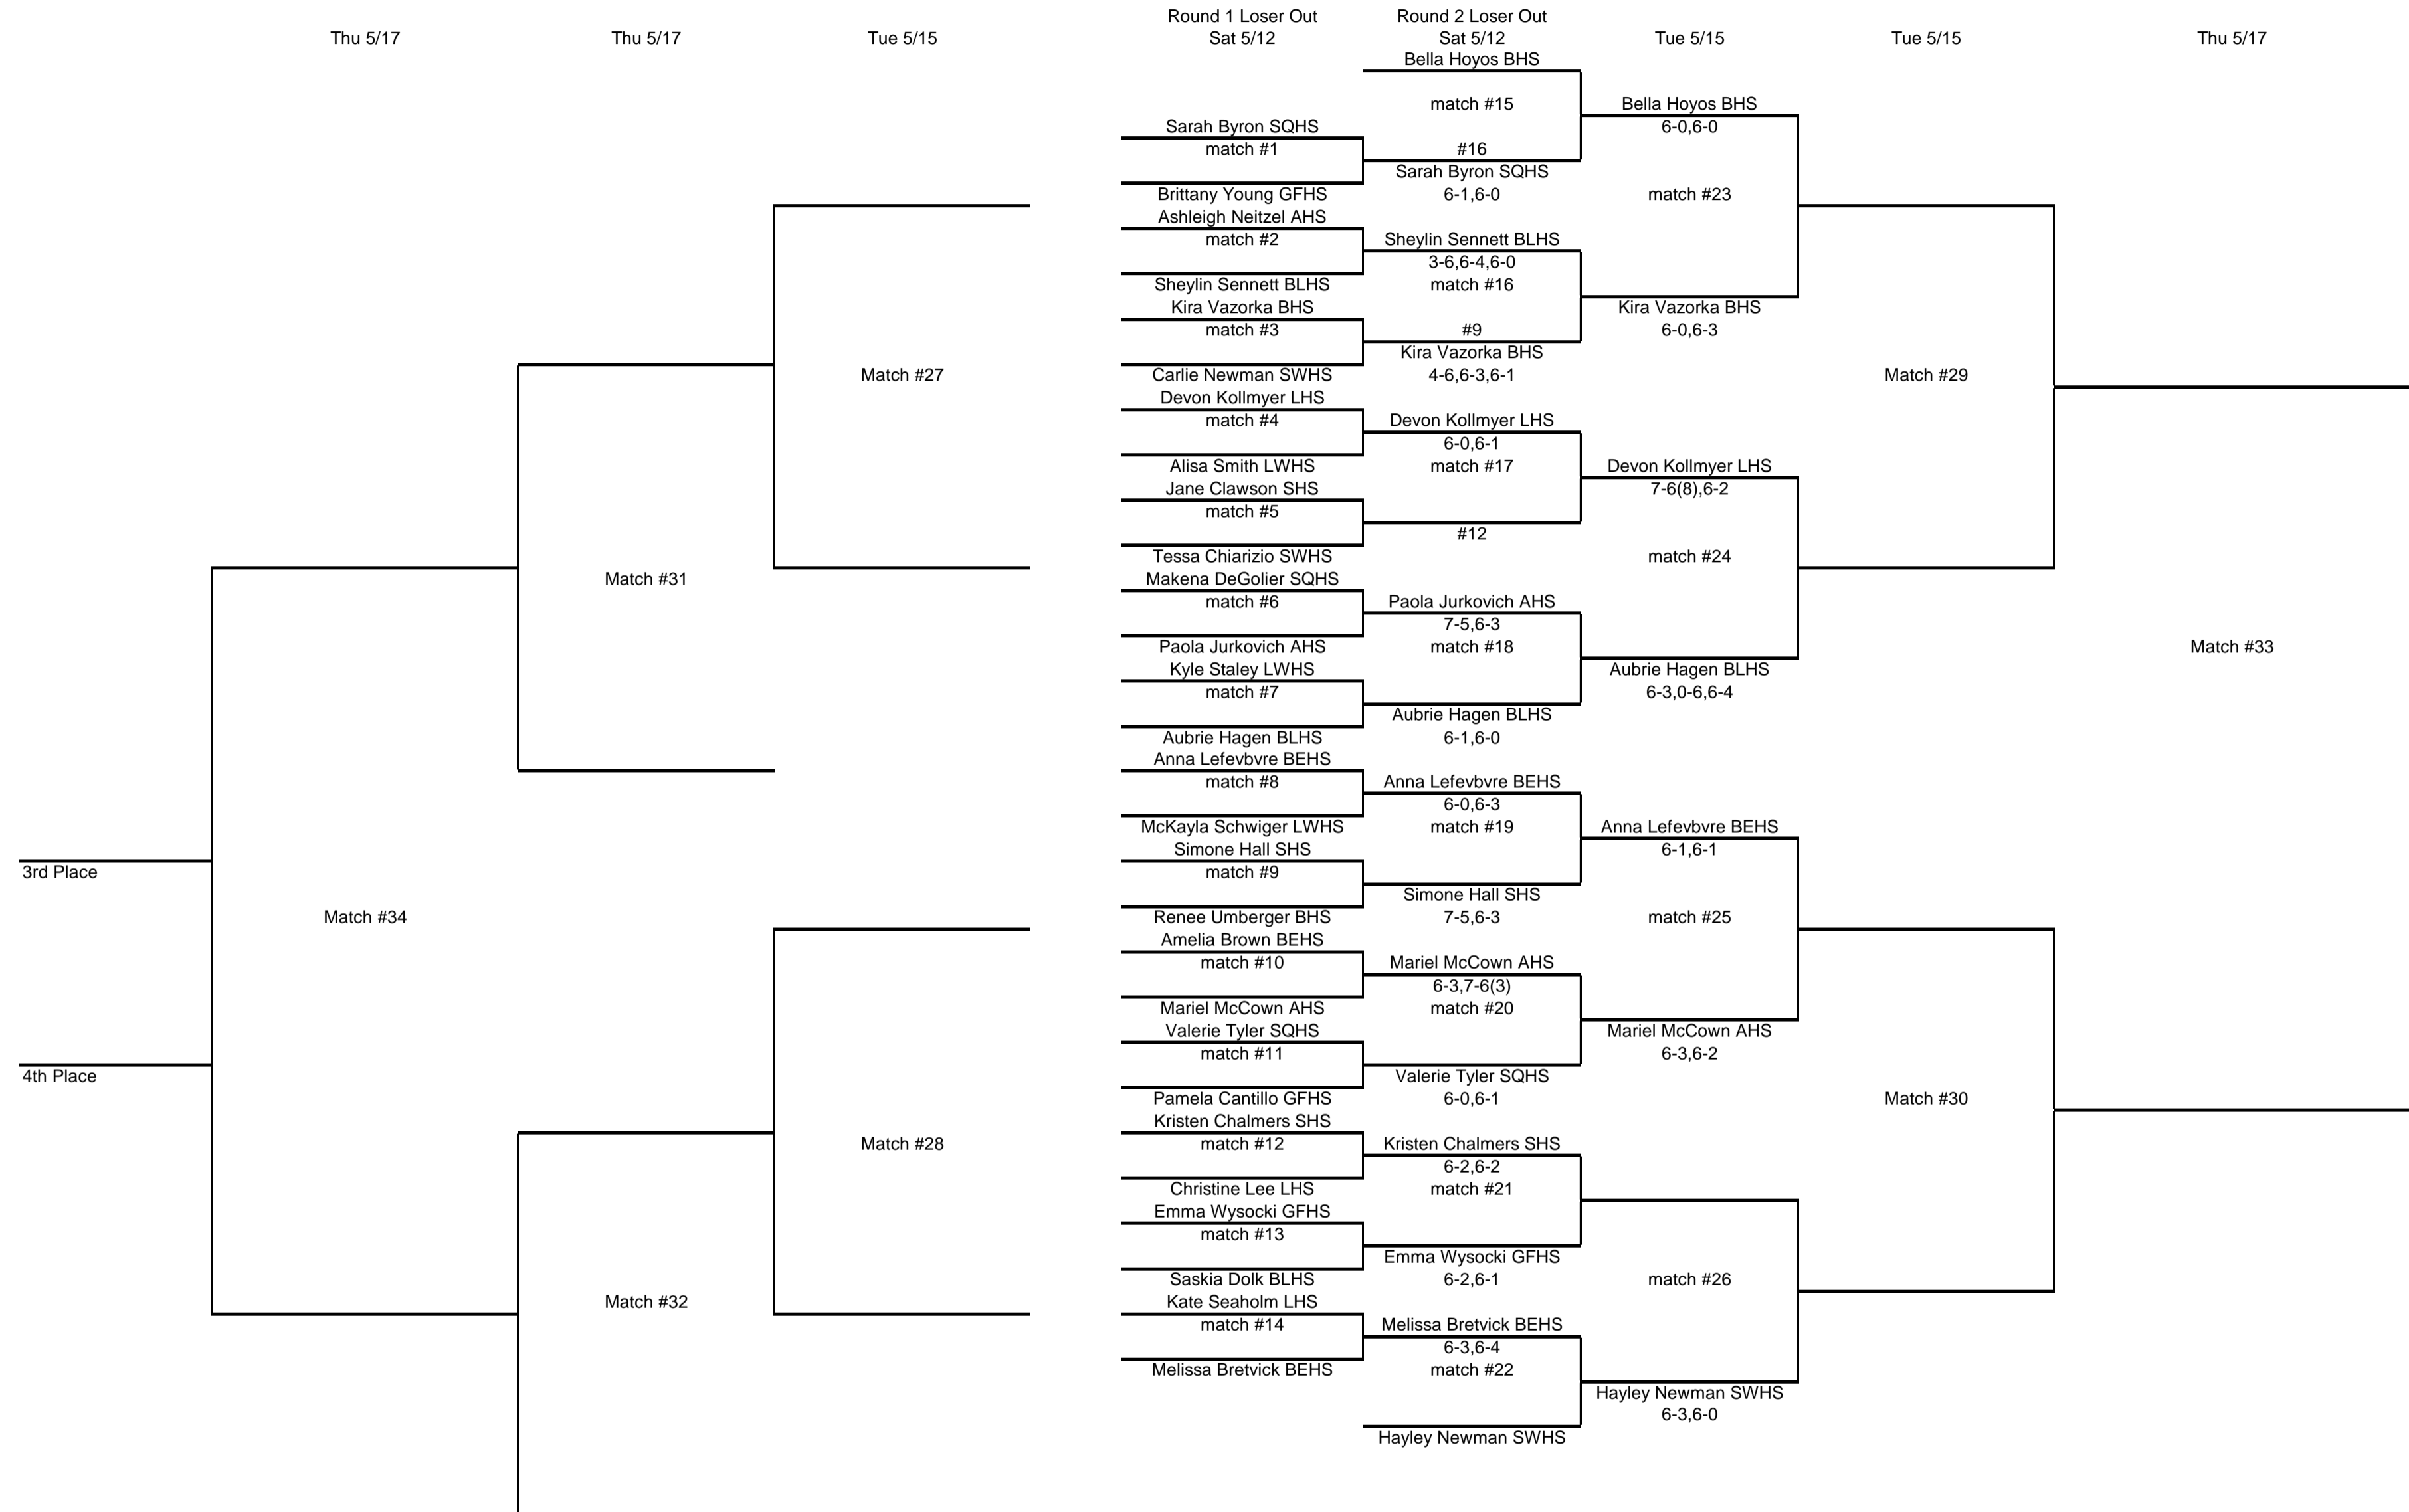 Round 1 Loser Out
Round 2 Loser Out
Thu 5/17
Thu 5/17
Tue 5/15
Sat 5/12
Sat 5/12
Tue 5/15
Tue 5/15
Thu 5/17
Bella Hoyos BHS
match #15
Bella Hoyos BHS
Sarah Byron SQHS
6-0,6-0
match #1
#16
Sarah Byron SQHS
Brittany Young GFHS
6-1,6-0
match #23
Ashleigh Neitzel AHS
match #2
Sheylin Sennett BLHS
3-6,6-4,6-0
Sheylin Sennett BLHS
match #16
Kira Vazorka BHS
Kira Vazorka BHS
match #3
#9
6-0,6-3
Kira Vazorka BHS
Match #27
Carlie Newman SWHS
4-6,6-3,6-1
Match #29
Devon Kollmyer LHS
match #4
Devon Kollmyer LHS
6-0,6-1
Alisa Smith LWHS
match #17
Devon Kollmyer LHS
Jane Clawson SHS
7-6(8),6-2
match #5
#12
Tessa Chiarizio SWHS
match #24
Match #31
Makena DeGolier SQHS
match #6
Paola Jurkovich AHS
7-5,6-3
Paola Jurkovich AHS
match #18
Match #33
Kyle Staley LWHS
Aubrie Hagen BLHS
match #7
6-3,0-6,6-4
Aubrie Hagen BLHS
Aubrie Hagen BLHS
6-1,6-0
Anna Lefevbvre BEHS
match #8
Anna Lefevbvre BEHS
6-0,6-3
McKayla Schwiger LWHS
match #19
Anna Lefevbvre BEHS
Simone Hall SHS
6-1,6-1
3rd Place
match #9
Simone Hall SHS
Match #34
Renee Umberger BHS
7-5,6-3
match #25
Amelia Brown BEHS
match #10
Mariel McCown AHS
6-3,7-6(3)
Mariel McCown AHS
match #20
Valerie Tyler SQHS
Mariel McCown AHS
match #11
6-3,6-2
4th Place
Valerie Tyler SQHS
Pamela Cantillo GFHS
6-0,6-1
Match #30
Kristen Chalmers SHS
Match #28
match #12
Kristen Chalmers SHS
6-2,6-2
Christine Lee LHS
match #21
Emma Wysocki GFHS
match #13
Emma Wysocki GFHS
Saskia Dolk BLHS
6-2,6-1
match #26
Match #32
Kate Seaholm LHS
match #14
Melissa Bretvick BEHS
6-3,6-4
Melissa Bretvick BEHS
match #22
Hayley Newman SWHS
6-3,6-0
Hayley Newman SWHS